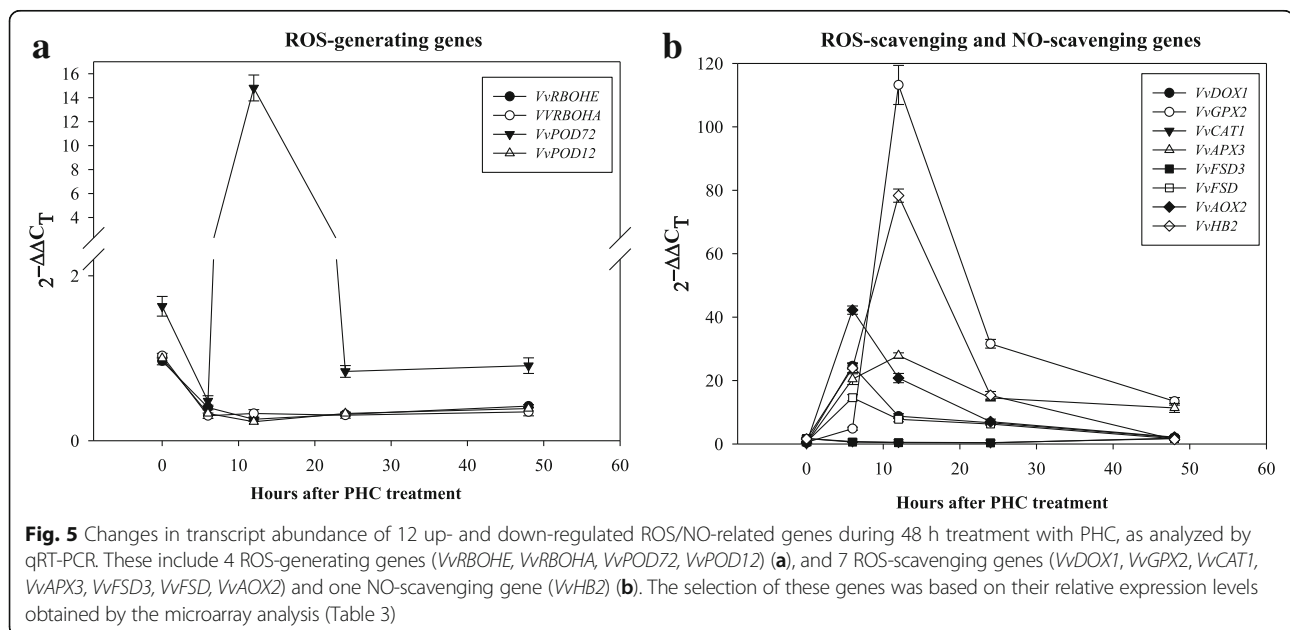 a
ROS-generating genes
16
14
12
10
8
6
4
2
0
2^−ΔΔC_T
VvRBOHE
VVRBOHA
VvPOD72
VvPOD12
0 10 20 30 40 50 60
Hours after PHC treatment
b
ROS-scavenging and NO-scavenging genes
120
100
80
60
40
20
0
2^−ΔΔC_T
VvDOX1
VvGPX2
VvCAT1
VvAPX3
VvFSD3
VvFSD
VvAOX2
VvHB2
0 10 20 30 40 50 60
Hours after PHC treatment
Fig. 5 Changes in transcript abundance of 12 up- and down-regulated ROS/NO-related genes during 48 h treatment with PHC, as analyzed by
qRT-PCR. These include 4 ROS-generating genes (VvRBOHE, VvRBOHA, VvPOD72, VvPOD12) (a), and 7 ROS-scavenging genes (VvDOX1, VvGPX2, VvCAT1,
VvAPX3, VvFSD3, VvFSD, VvAOX2) and one NO-scavenging gene (VvHB2) (b). The selection of these genes was based on their relative expression levels
obtained by the microarray analysis (Table 3)